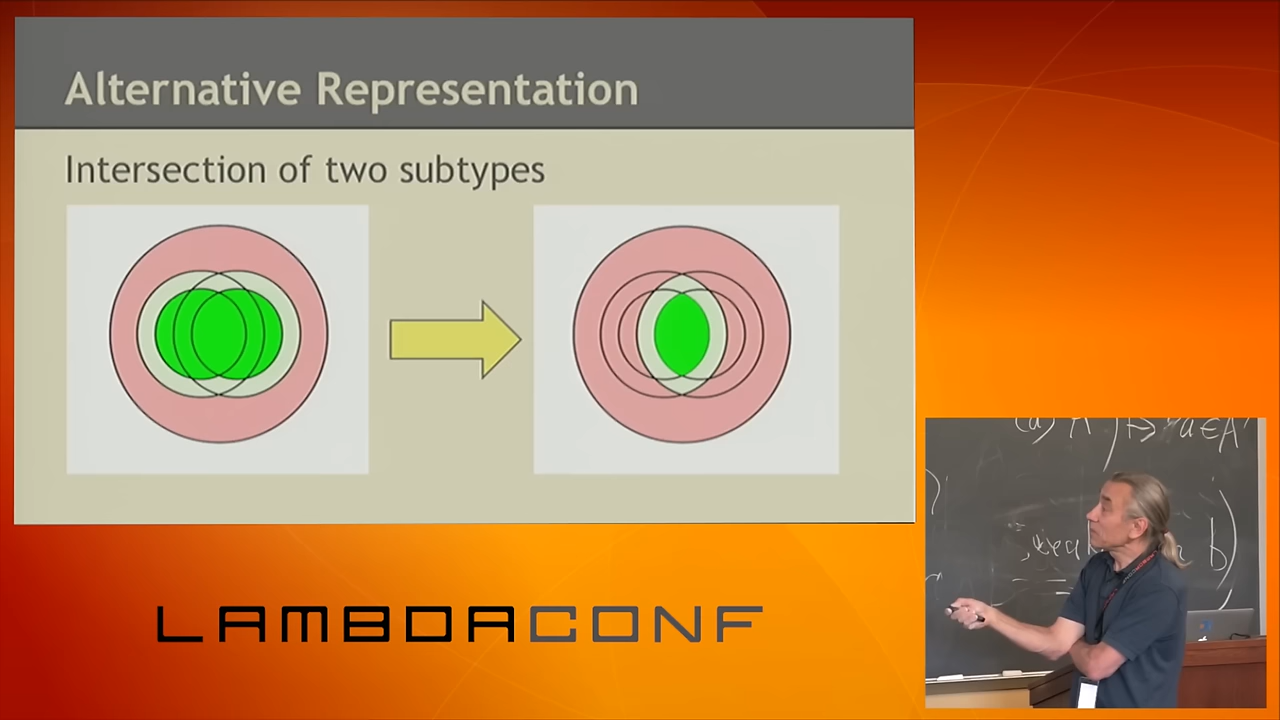 Alternative Representation
Intersection of two subtypes
LAMBDACONF
b)